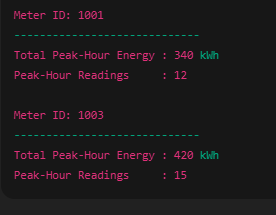 Meter ID: 1001
-----------------------------
Total Peak-Hour Energy : 340 kWh
Peak-Hour Readings     : 12
Meter ID: 1003
-----------------------------
Total Peak-Hour Energy : 420 kWh
Peak-Hour Readings     : 15